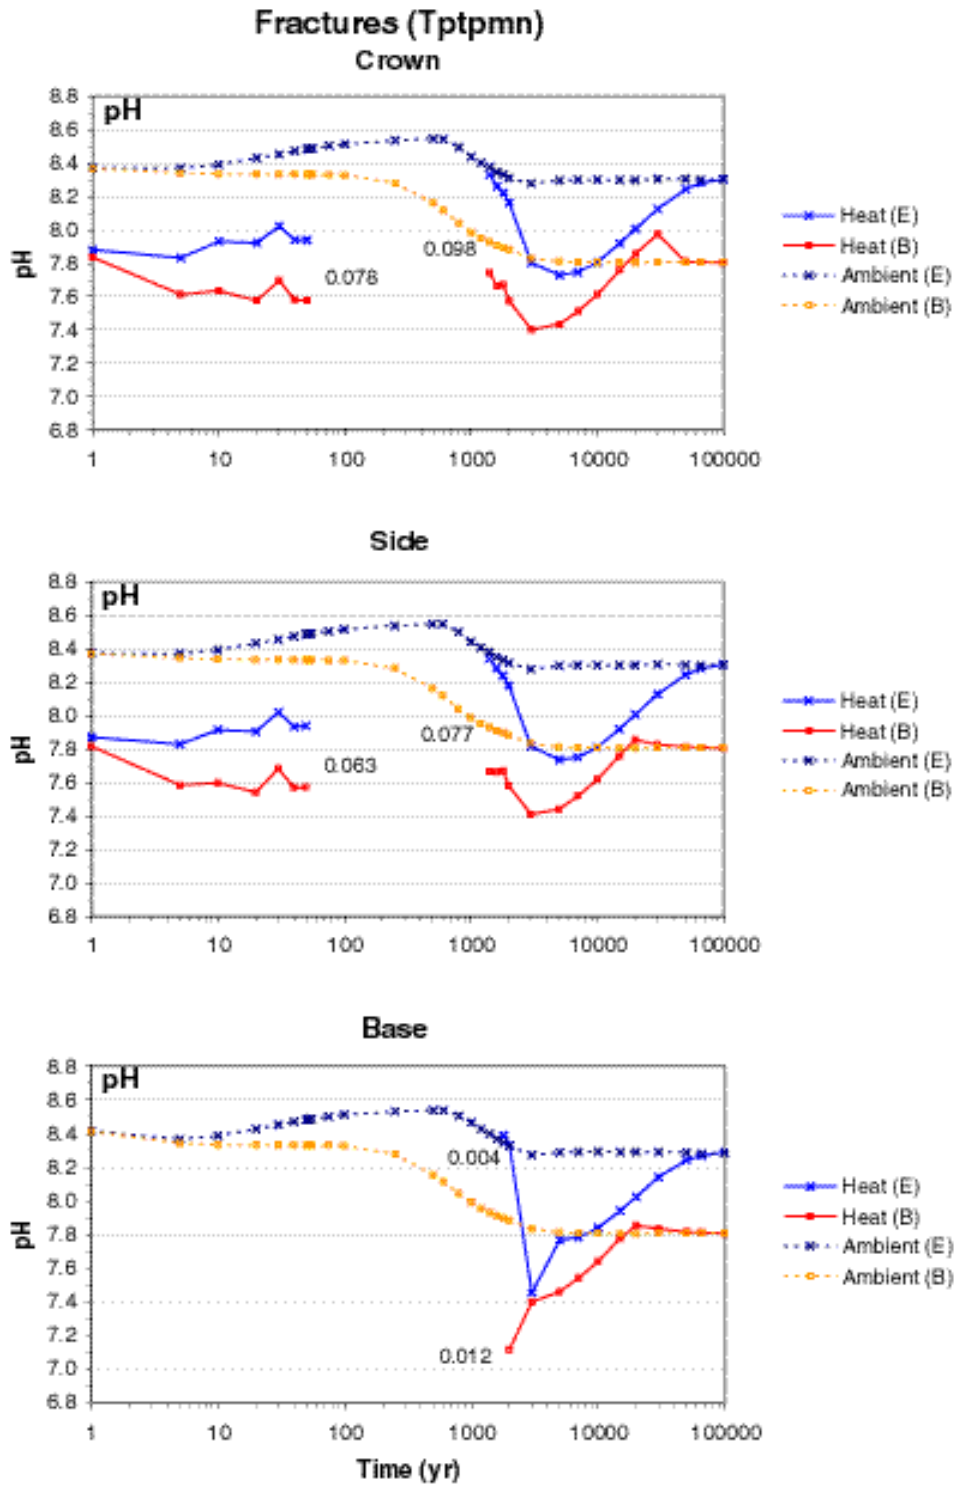 Fractures (Tptpmn)
Crown
pH
8.8
8.6
8.4
8.2
8.0
7.8
7.6
7.4
7.2
7.0
6.8
pH
0.098
0.078
1 10 100 1000 10000 100000
Heat (E)
Heat (B)
Ambient (E)
Ambient (B)
Side
pH
8.8
8.6
8.4
8.2
8.0
7.8
7.6
7.4
7.2
7.0
6.8
pH
0.077
0.063
1 10 100 1000 10000 100000
Heat (E)
Heat (B)
Ambient (E)
Ambient (B)
Base
pH
8.8
8.6
8.4
8.2
8.0
7.8
7.6
7.4
7.2
7.0
6.8
pH
0.004
0.012
1 10 100 1000 10000 100000
Time (yr)
Heat (E)
Heat (B)
Ambient (E)
Ambient (B)